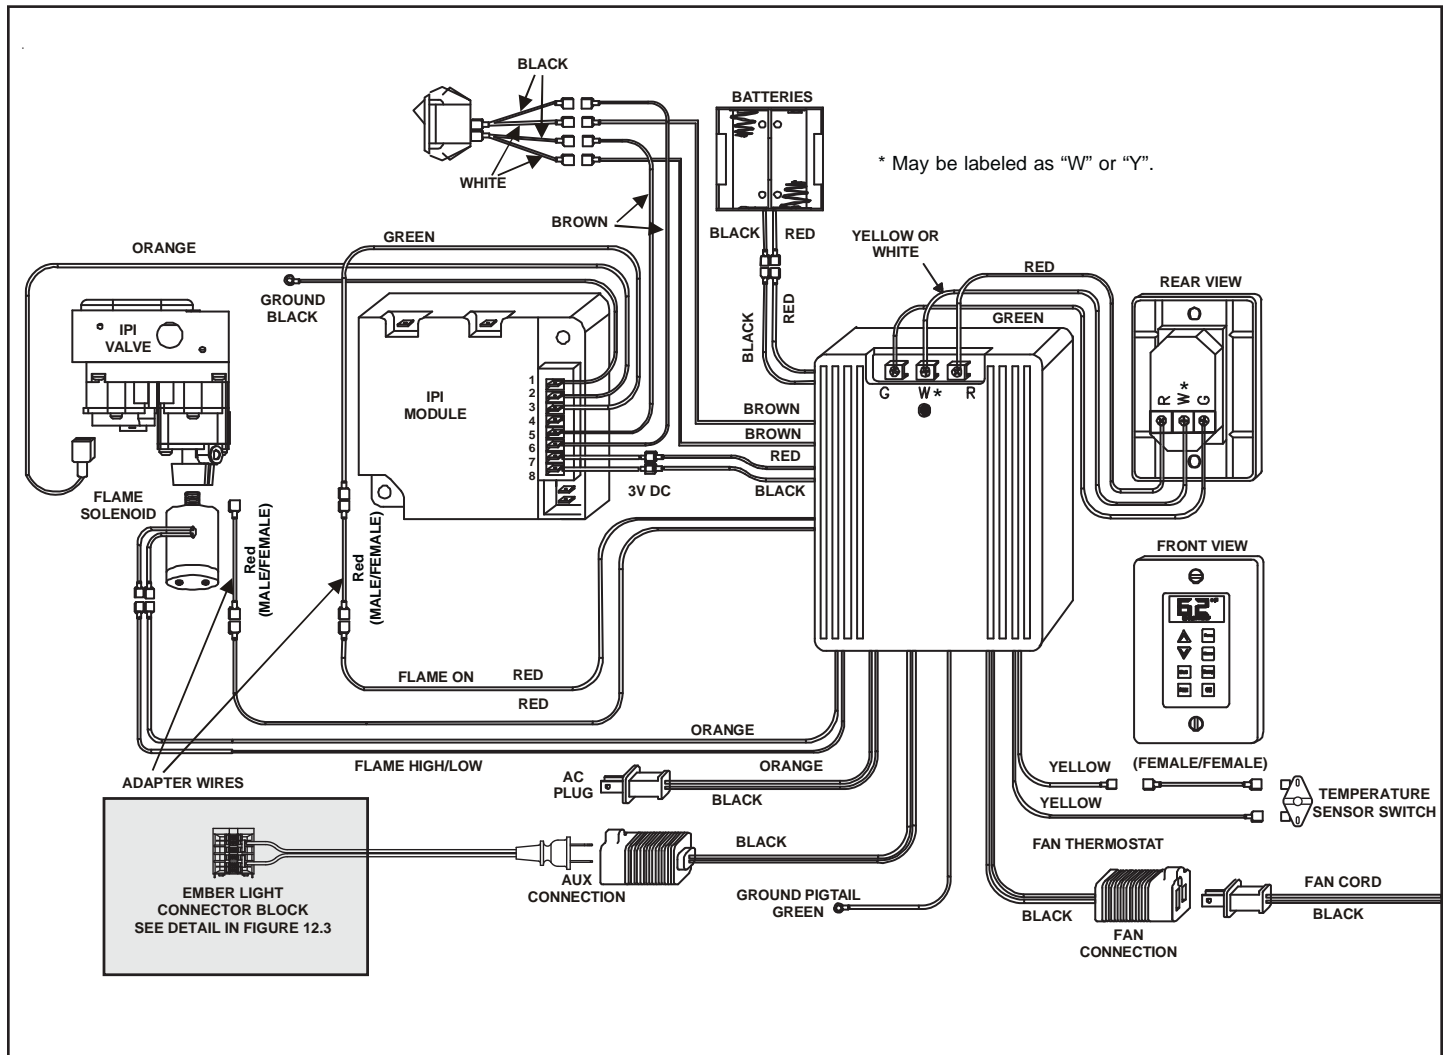 BLACK
BATTERIES
* May be labeled as “W” or “Y”.
WHITE
BROWN
BLACK
RED
YELLOW OR
WHITE
ORANGE
GREEN
RED
REAR VIEW
GROUND
BLACK
IPI
VALVE
BLACK
RED
GREEN
IPI
MODULE
1
2
3
4
5
6
7
8
G
W *
R
R
W *
G
BROWN
BROWN
RED
BLACK
3V DC
FLAME
SOLENOID
Red
(MALE/FEMALE)
Red
(MALE/FEMALE)
FRONT VIEW
FLAME ON
RED
RED
ORANGE
FLAME HIGH/LOW
ORANGE
ADAPTER WIRES
AC
PLUG
BLACK
YELLOW
(FEMALE/FEMALE)
YELLOW
TEMPERATURE
SENSOR SWITCH
FAN THERMOSTAT
BLACK
AUX
CONNECTION
EMBER LIGHT
CONNECTOR BLOCK
SEE DETAIL IN FIGURE 12.3
GROUND PIGTAIL
GREEN
BLACK
FAN
CONNECTION
FAN CORD
BLACK